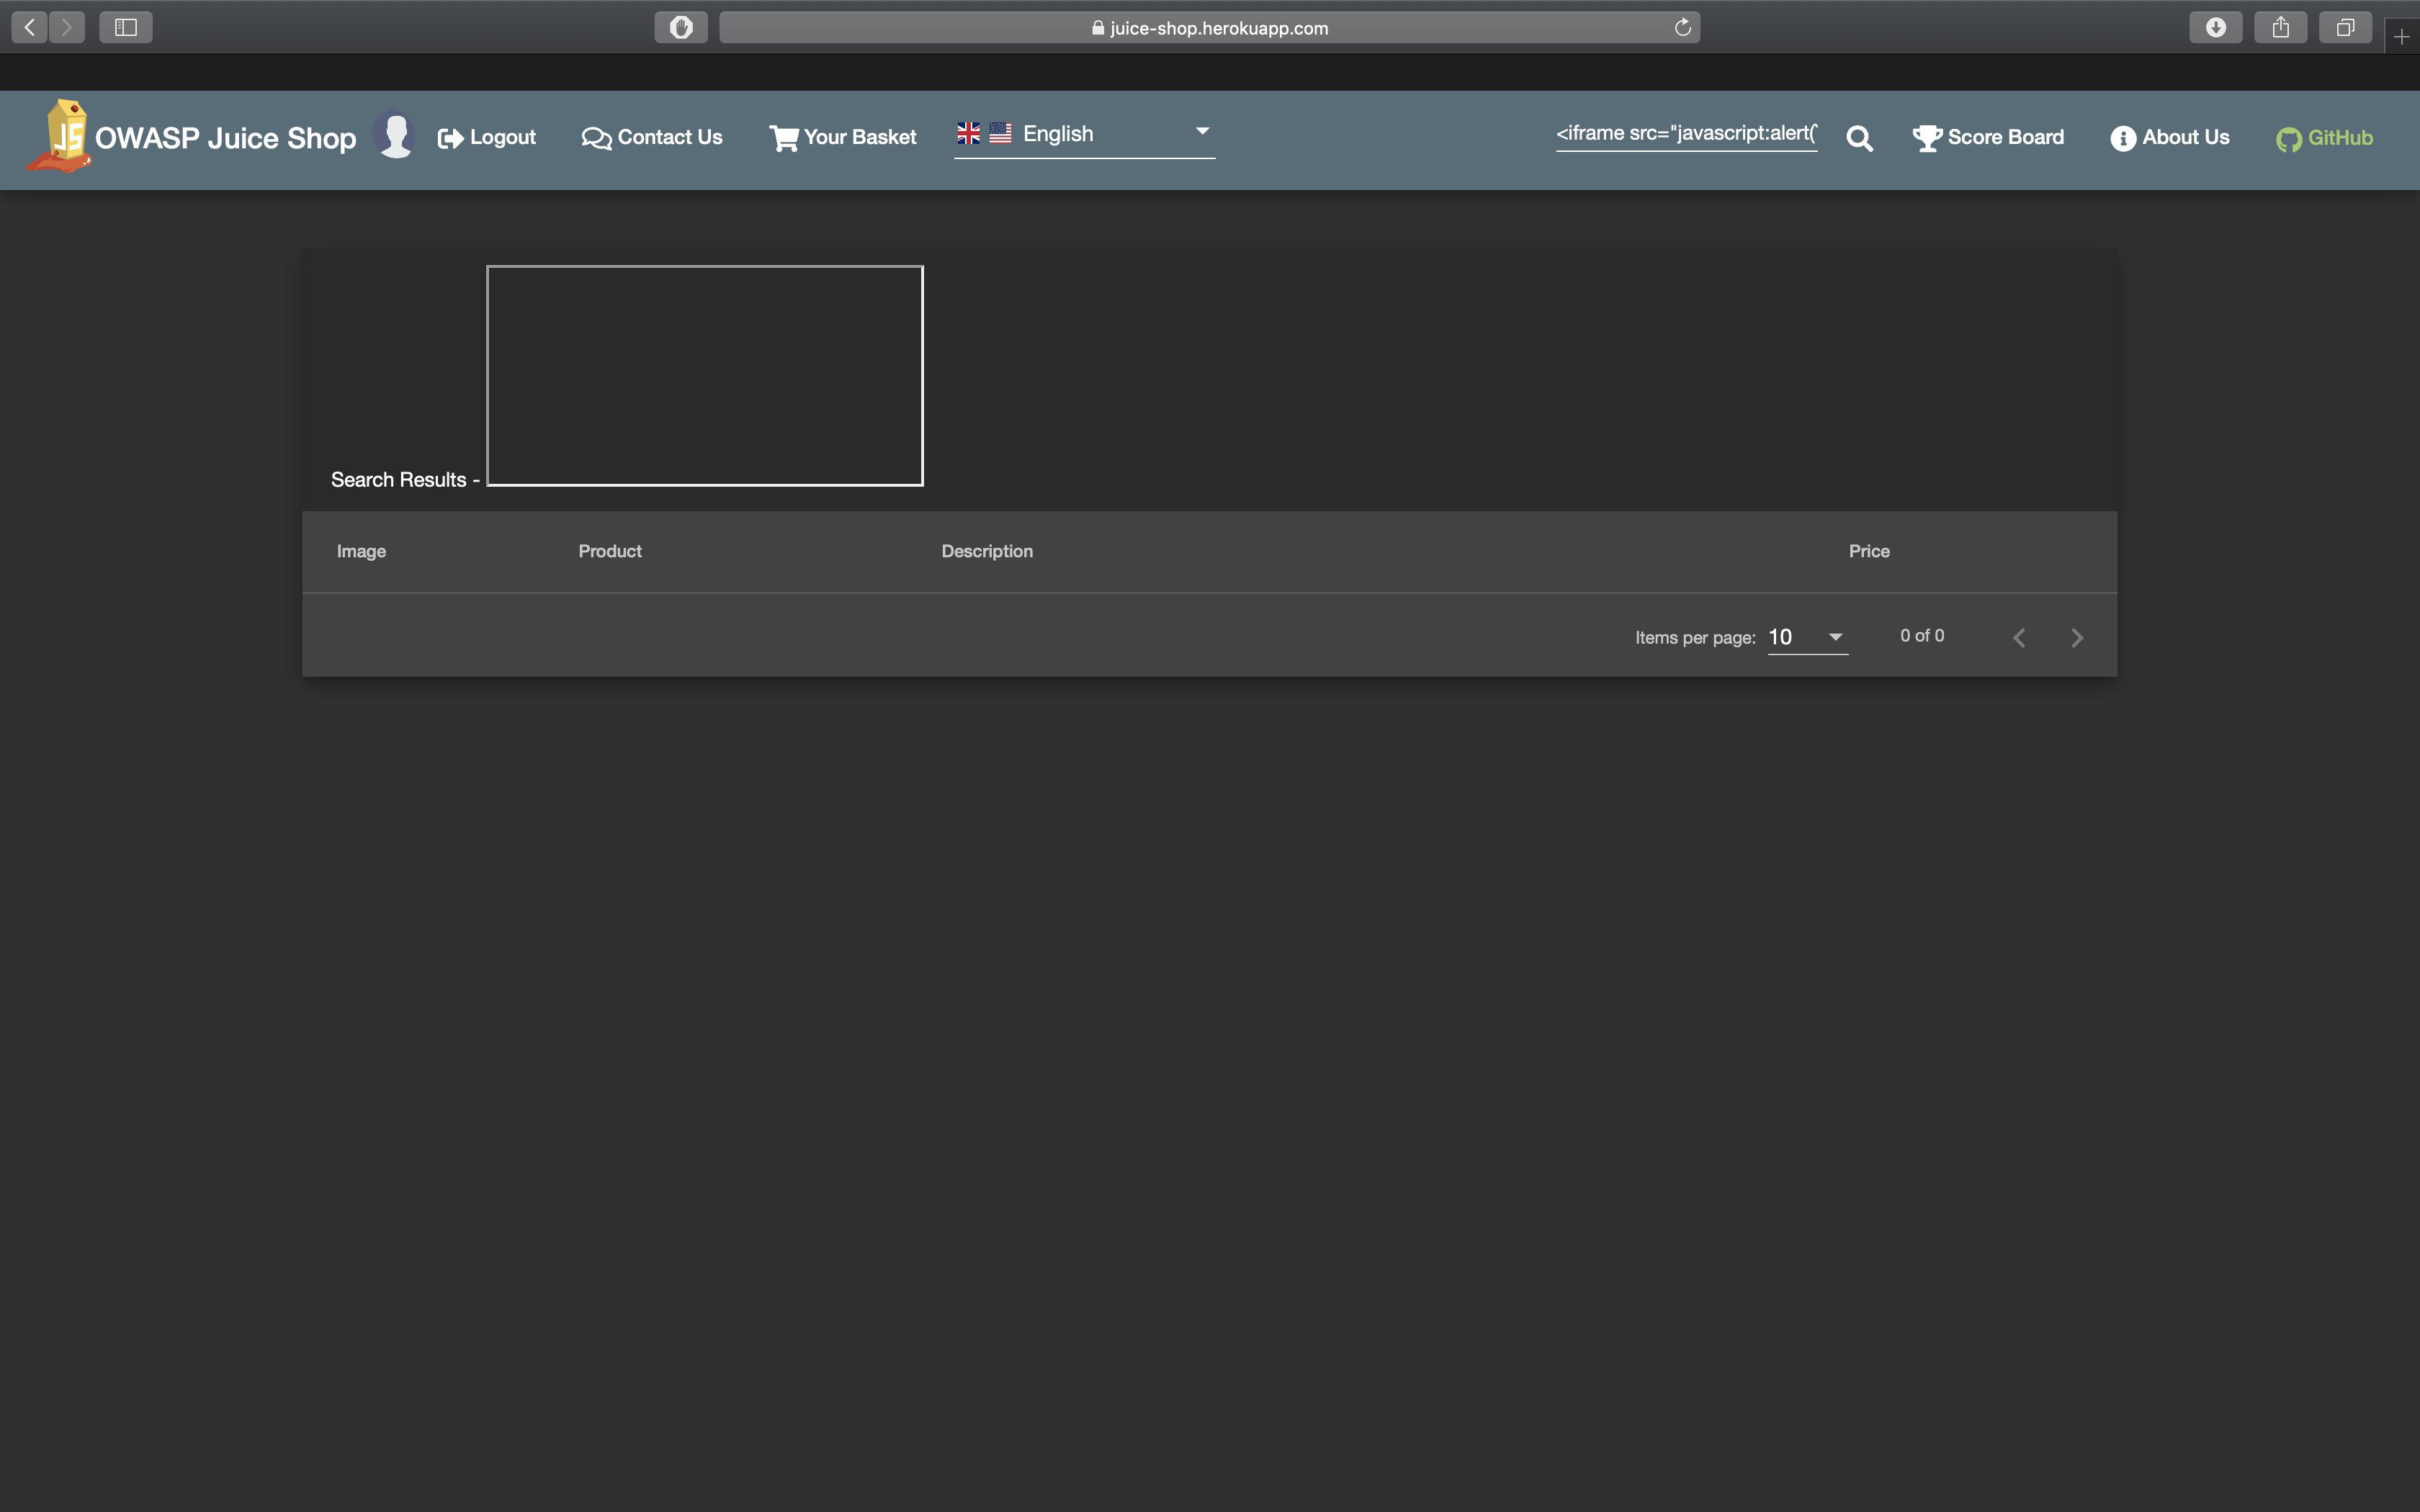 juice-shop.herokuapp.com
JS OWASP Juice Shop Logout Contact Us Your Basket English <iframe src="javascript:alert( Score Board About Us GitHub
Search Results -
Image Product Description Price
Items per page: 10 0 of 0